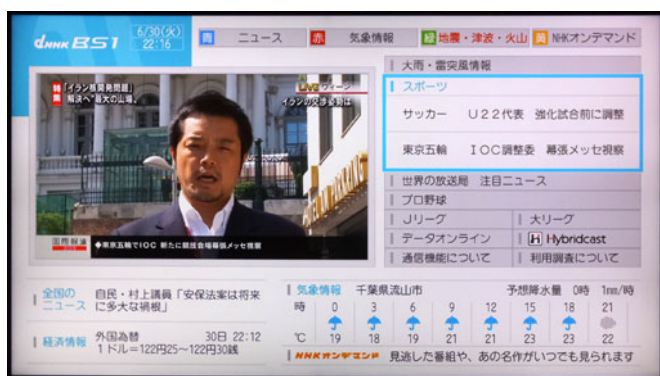 dNHK BS1
6/30(火)
22:16
青 ニュース
赤 気象情報
緑 地震・津波・火山
黄 NHKオンデマンド
特集
「イラン核開発問題」
解決へ“最大の山場”
LIVE ウィーン
イランの交渉姿勢は
国際報道
◆東京五輪でIOC 新たに競技会場幕張メッセ視察
大雨・雷突風情報
スポーツ
サッカー U22代表 強化試合前に調整
東京五輪 IOC調整委 幕張メッセ視察
世界の放送局 注目ニュース
プロ野球
Jリーグ
大リーグ
データオンライン
H Hybridcast
通信機能について
利用調査について
全国のニュース
自民・村上議員「安保法案は将来
に多大な禍根」
経済情報
外国為替 30日 22:12
1ドル=122円25~122円30銭
気象情報 千葉県流山市 予想降水量 0時 1mm/時
時 0 3 6 9 12 15 18 21
℃ 19 18 19 21 21 23 23 22
NHKオンデマンド 見逃した番組や、あの名作がいつでも見られます